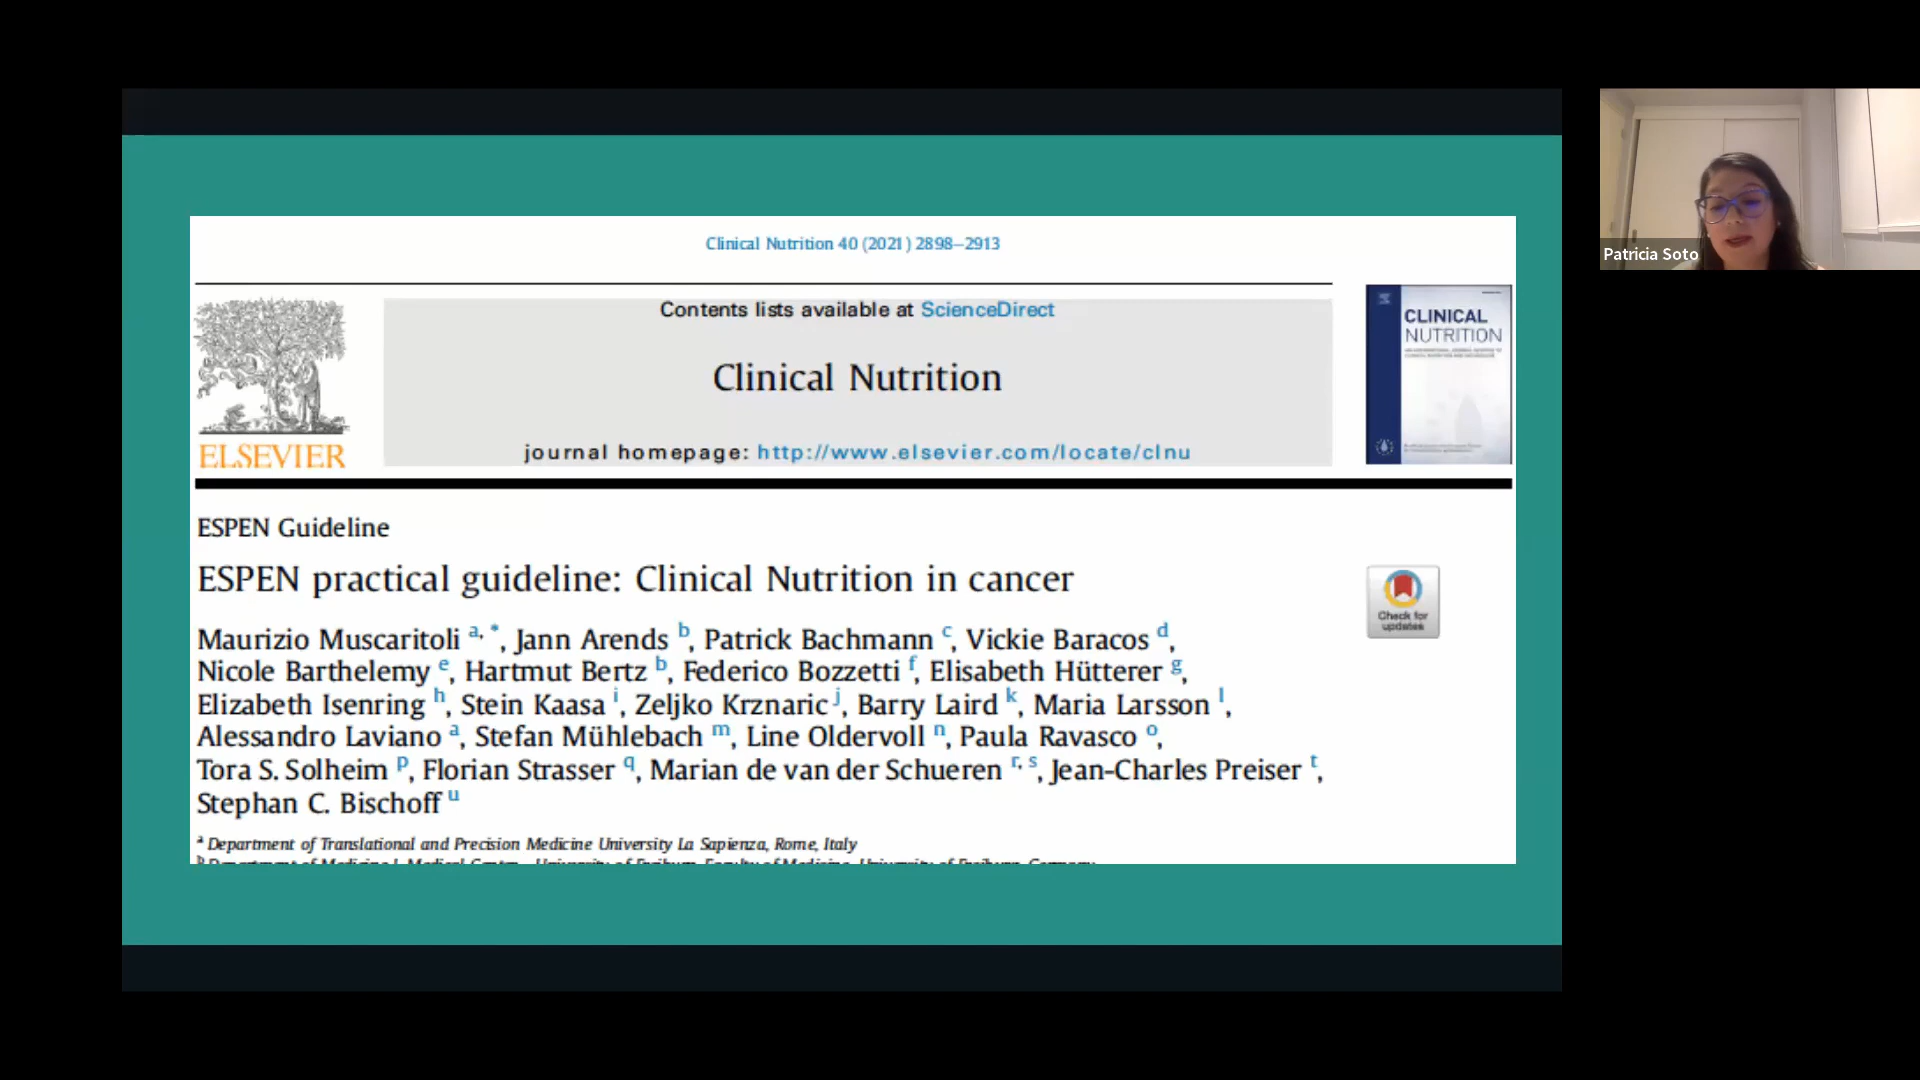 Clinical Nutrition 40 (2021) 2898–2913
Contents lists available at ScienceDirect
Clinical Nutrition
journal homepage: http://www.elsevier.com/locate/clnu
ELSEVIER
CLINICAL
NUTRITION
ESPEN Guideline
ESPEN practical guideline: Clinical Nutrition in cancer
Check for
updates
Maurizio Muscaritoli a, *, Jann Arends b, Patrick Bachmann c, Vickie Baracos d,
Nicole Barthelemy e, Hartmut Bertz b, Federico Bozzetti f, Elisabeth Hütterer g,
Elizabeth Isenring h, Stein Kaasa i, Zeljko Krznaric j, Barry Laird k, Maria Larsson l,
Alessandro Laviano a, Stefan Mühlebach m, Line Oldervoll n, Paula Ravasco o,
Tora S. Solheim p, Florian Strasser q, Marian de van der Schueren r, s, Jean-Charles Preiser t,
Stephan C. Bischoff u
a Department of Translational and Precision Medicine University La Sapienza, Rome, Italy
Patricia Soto